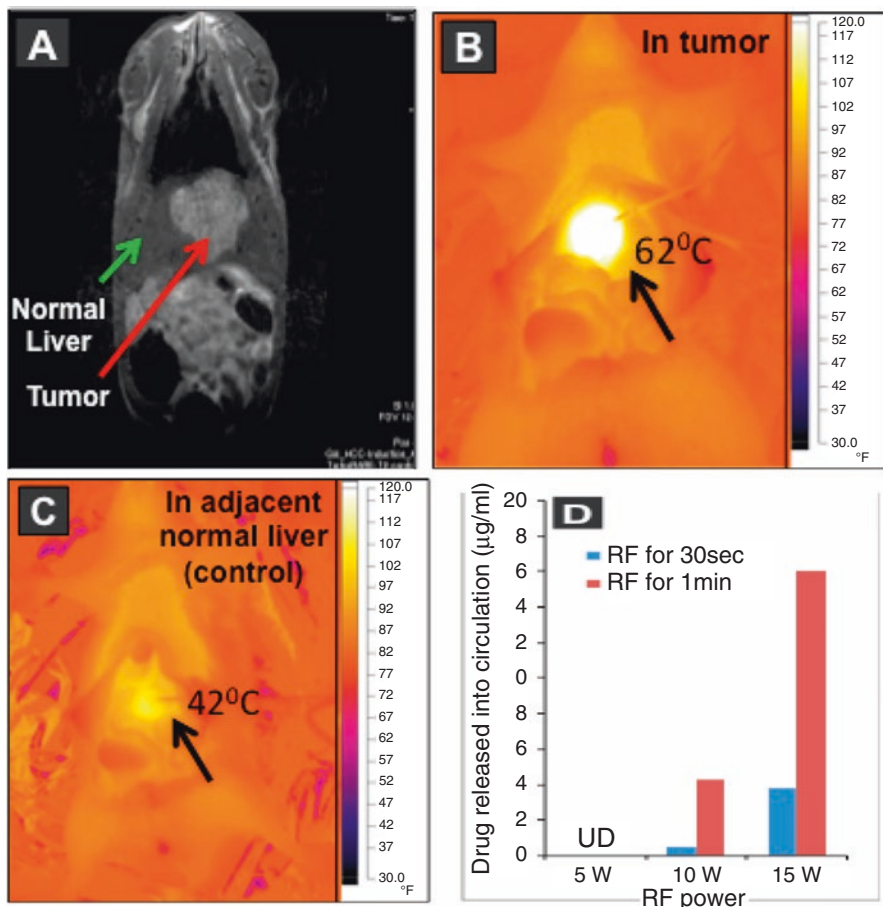 A
Normal
Liver
Tumor
B
In tumor
62⁰C
120.0
117
112
107
102
97
92
87
82
77
72
67
62
57
52
47
42
37
30.0
°F
C
In adjacent
normal liver
(control)
42⁰C
120.0
117
112
107
102
97
92
87
82
77
72
67
62
57
52
47
42
37
30.0
°F
D
RF for 30sec
RF for 1min
Drug released into circulation (µg/ml)
20
6
2
0
6
4
2
4
0
UD
5 W
10 W
15 W
RF power